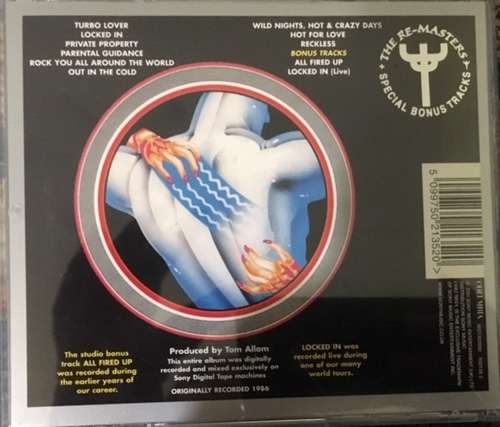 TURBO LOVER
LOCKED IN
PRIVATE PROPERTY
PARENTAL GUIDANCE
ROCK YOU ALL AROUND THE WORLD
OUT IN THE COLD
WILD NIGHTS, HOT & CRAZY DAYS
HOT FOR LOVE
RECKLESS
BONUS TRACKS
ALL FIRED UP
LOCKED IN (Live)
• THE RE-MASTERS •
SPECIAL BONUS TRACKS
5 099750 213520 >
COLUMBIA
The studio bonus
track ALL FIRED UP
was recorded during
the earlier years of
our career.
Produced by Tom Allom
This entire album was digitally
recorded and mixed exclusively on
Sony Digital Tape machines
ORIGINALLY RECORDED 1986
LOCKED IN was
recorded live during
one of our many
world tours.